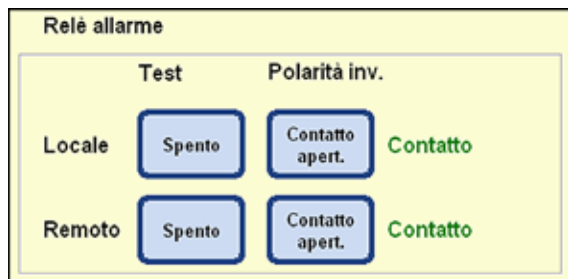 Relè allarme
Test Polarità inv.
Locale Spento Contatto apert. Contatto
Remoto Spento Contatto apert. Contatto